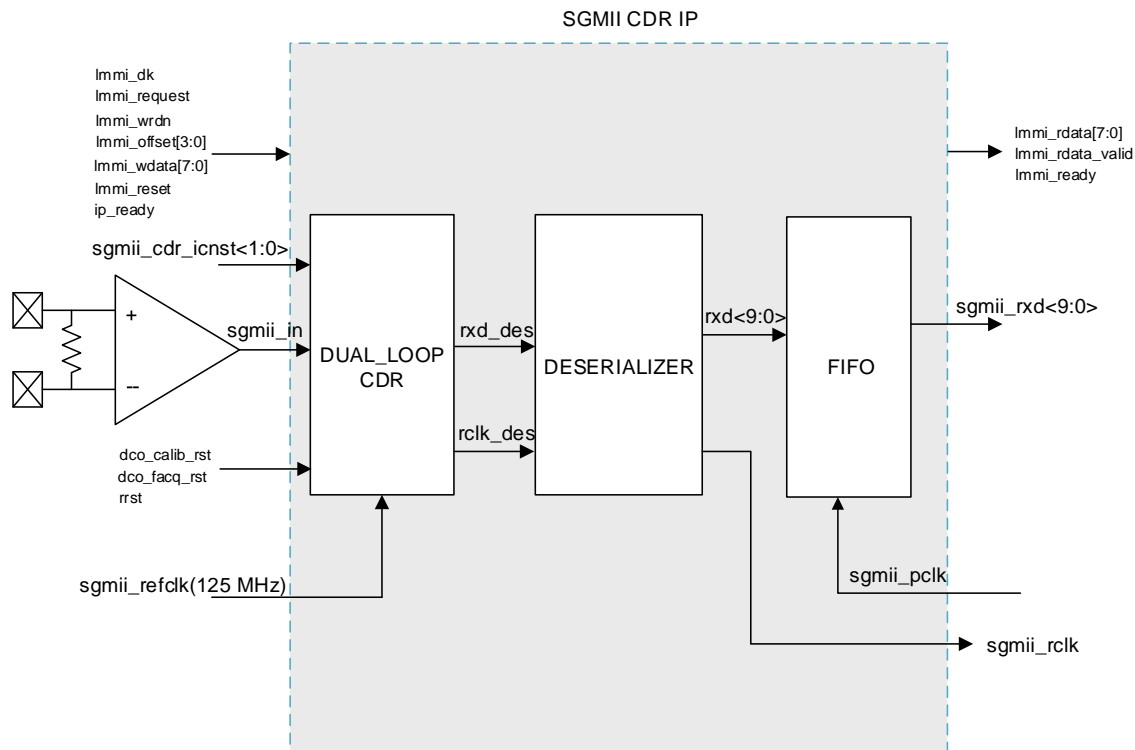 SGMII CDR IP
lmmi_clk
lmmi_request
lmmi_wrdn
lmmi_offset[3:0]
lmmi_wdata[7:0]
lmmi_reset
ip_ready
lmmi_rdata[7:0]
lmmi_rdata_valid
lmmi_ready
sgmii_cdr_icnst<1:0>
sgmii_in
+
--
DUAL_LOOP
CDR
rxd_des
rclk_des
DESERIALIZER
rxd<9:0>
FIFO
sgmii_rxd<9:0>
dco_calib_rst
dco_facq_rst
rrst
sgmii_refclk(125 MHz)
sgmii_pclk
sgmii_rclk